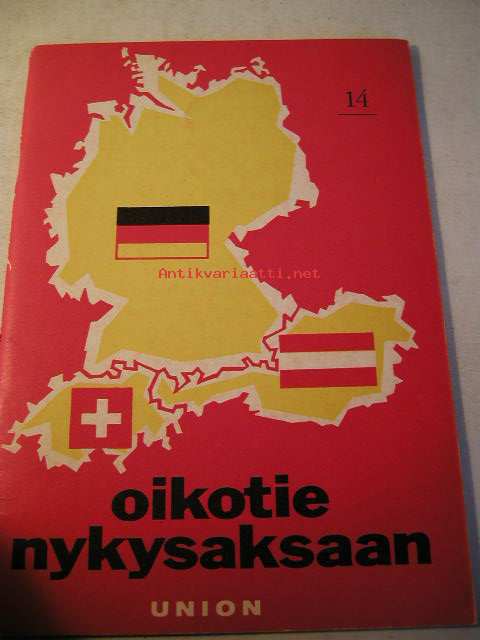 14
Antikvariaatti.net
oikotie
nykysaksaan
UNION